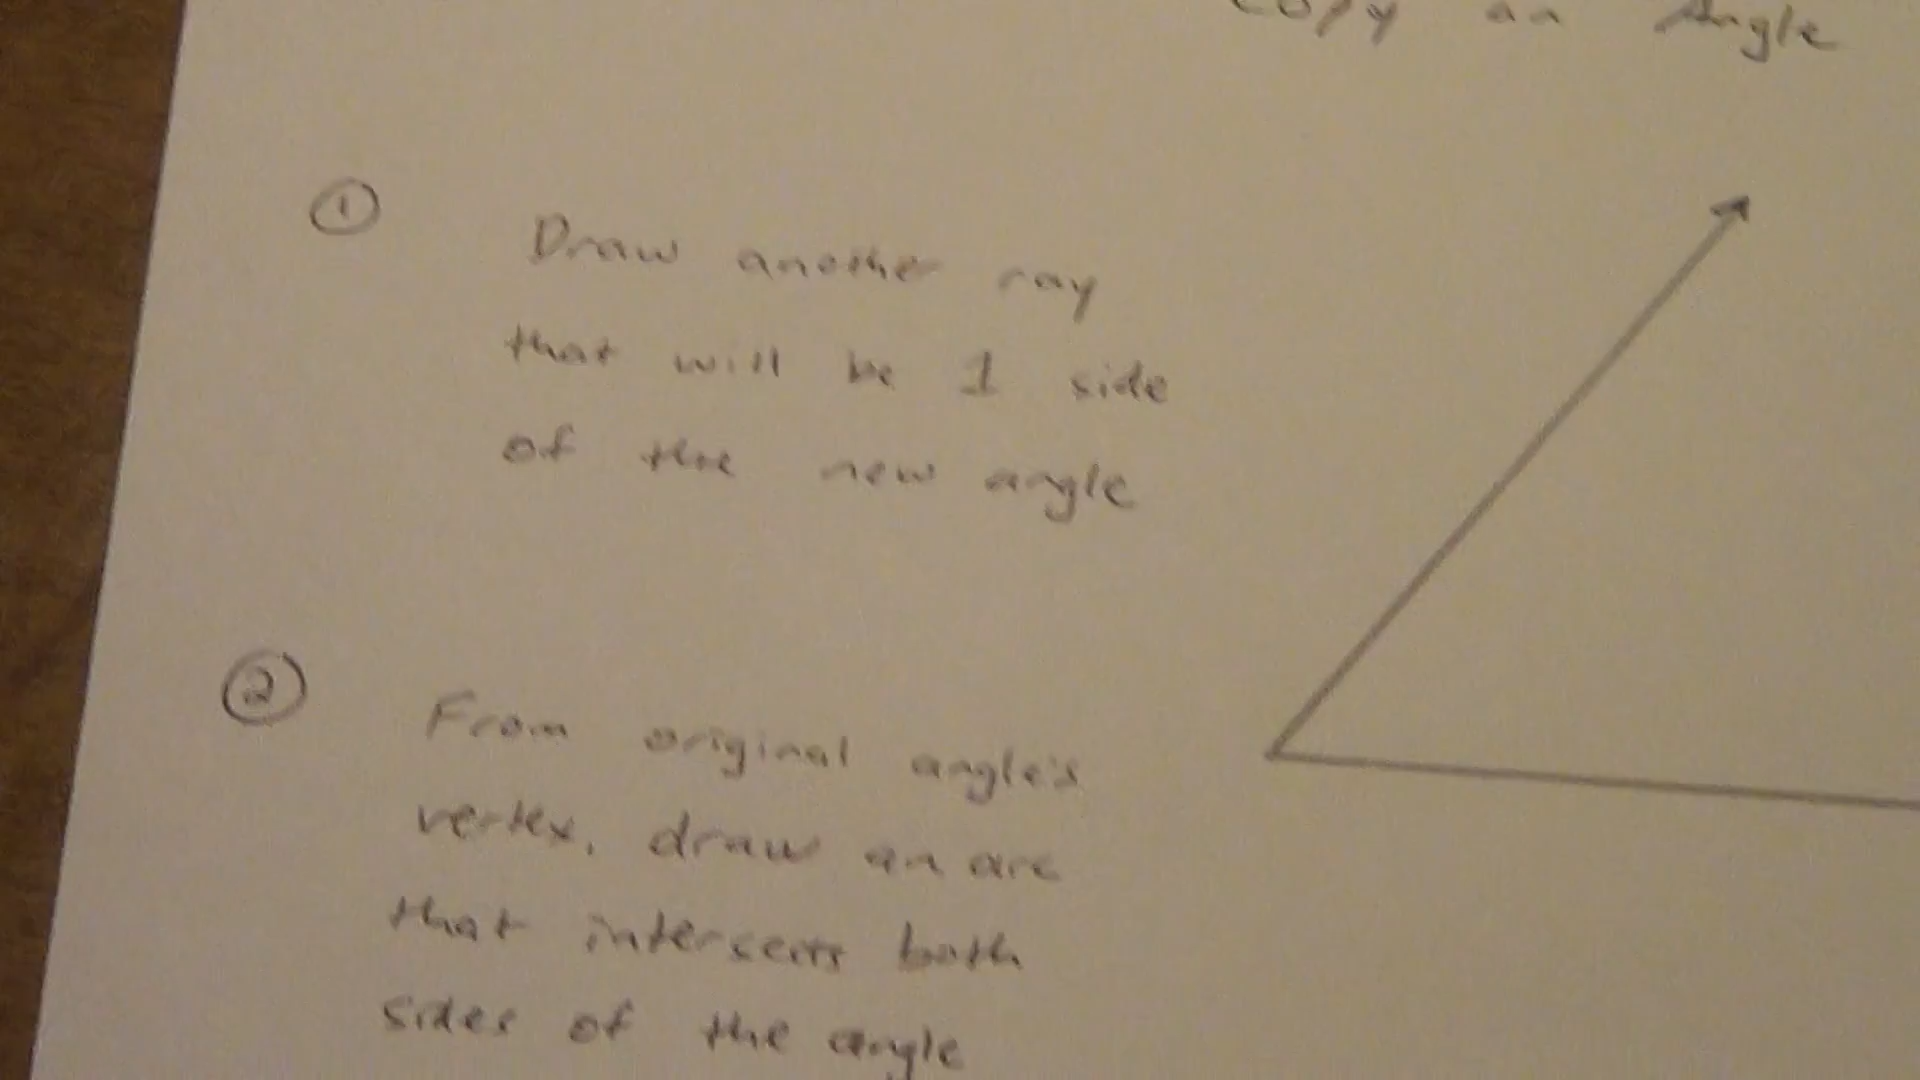 Copy an Angle
①
Draw another ray
that will be 1 side
of the new angle
②
From original angle's
vertex, draw an arc
that intersects both
sides of the angle